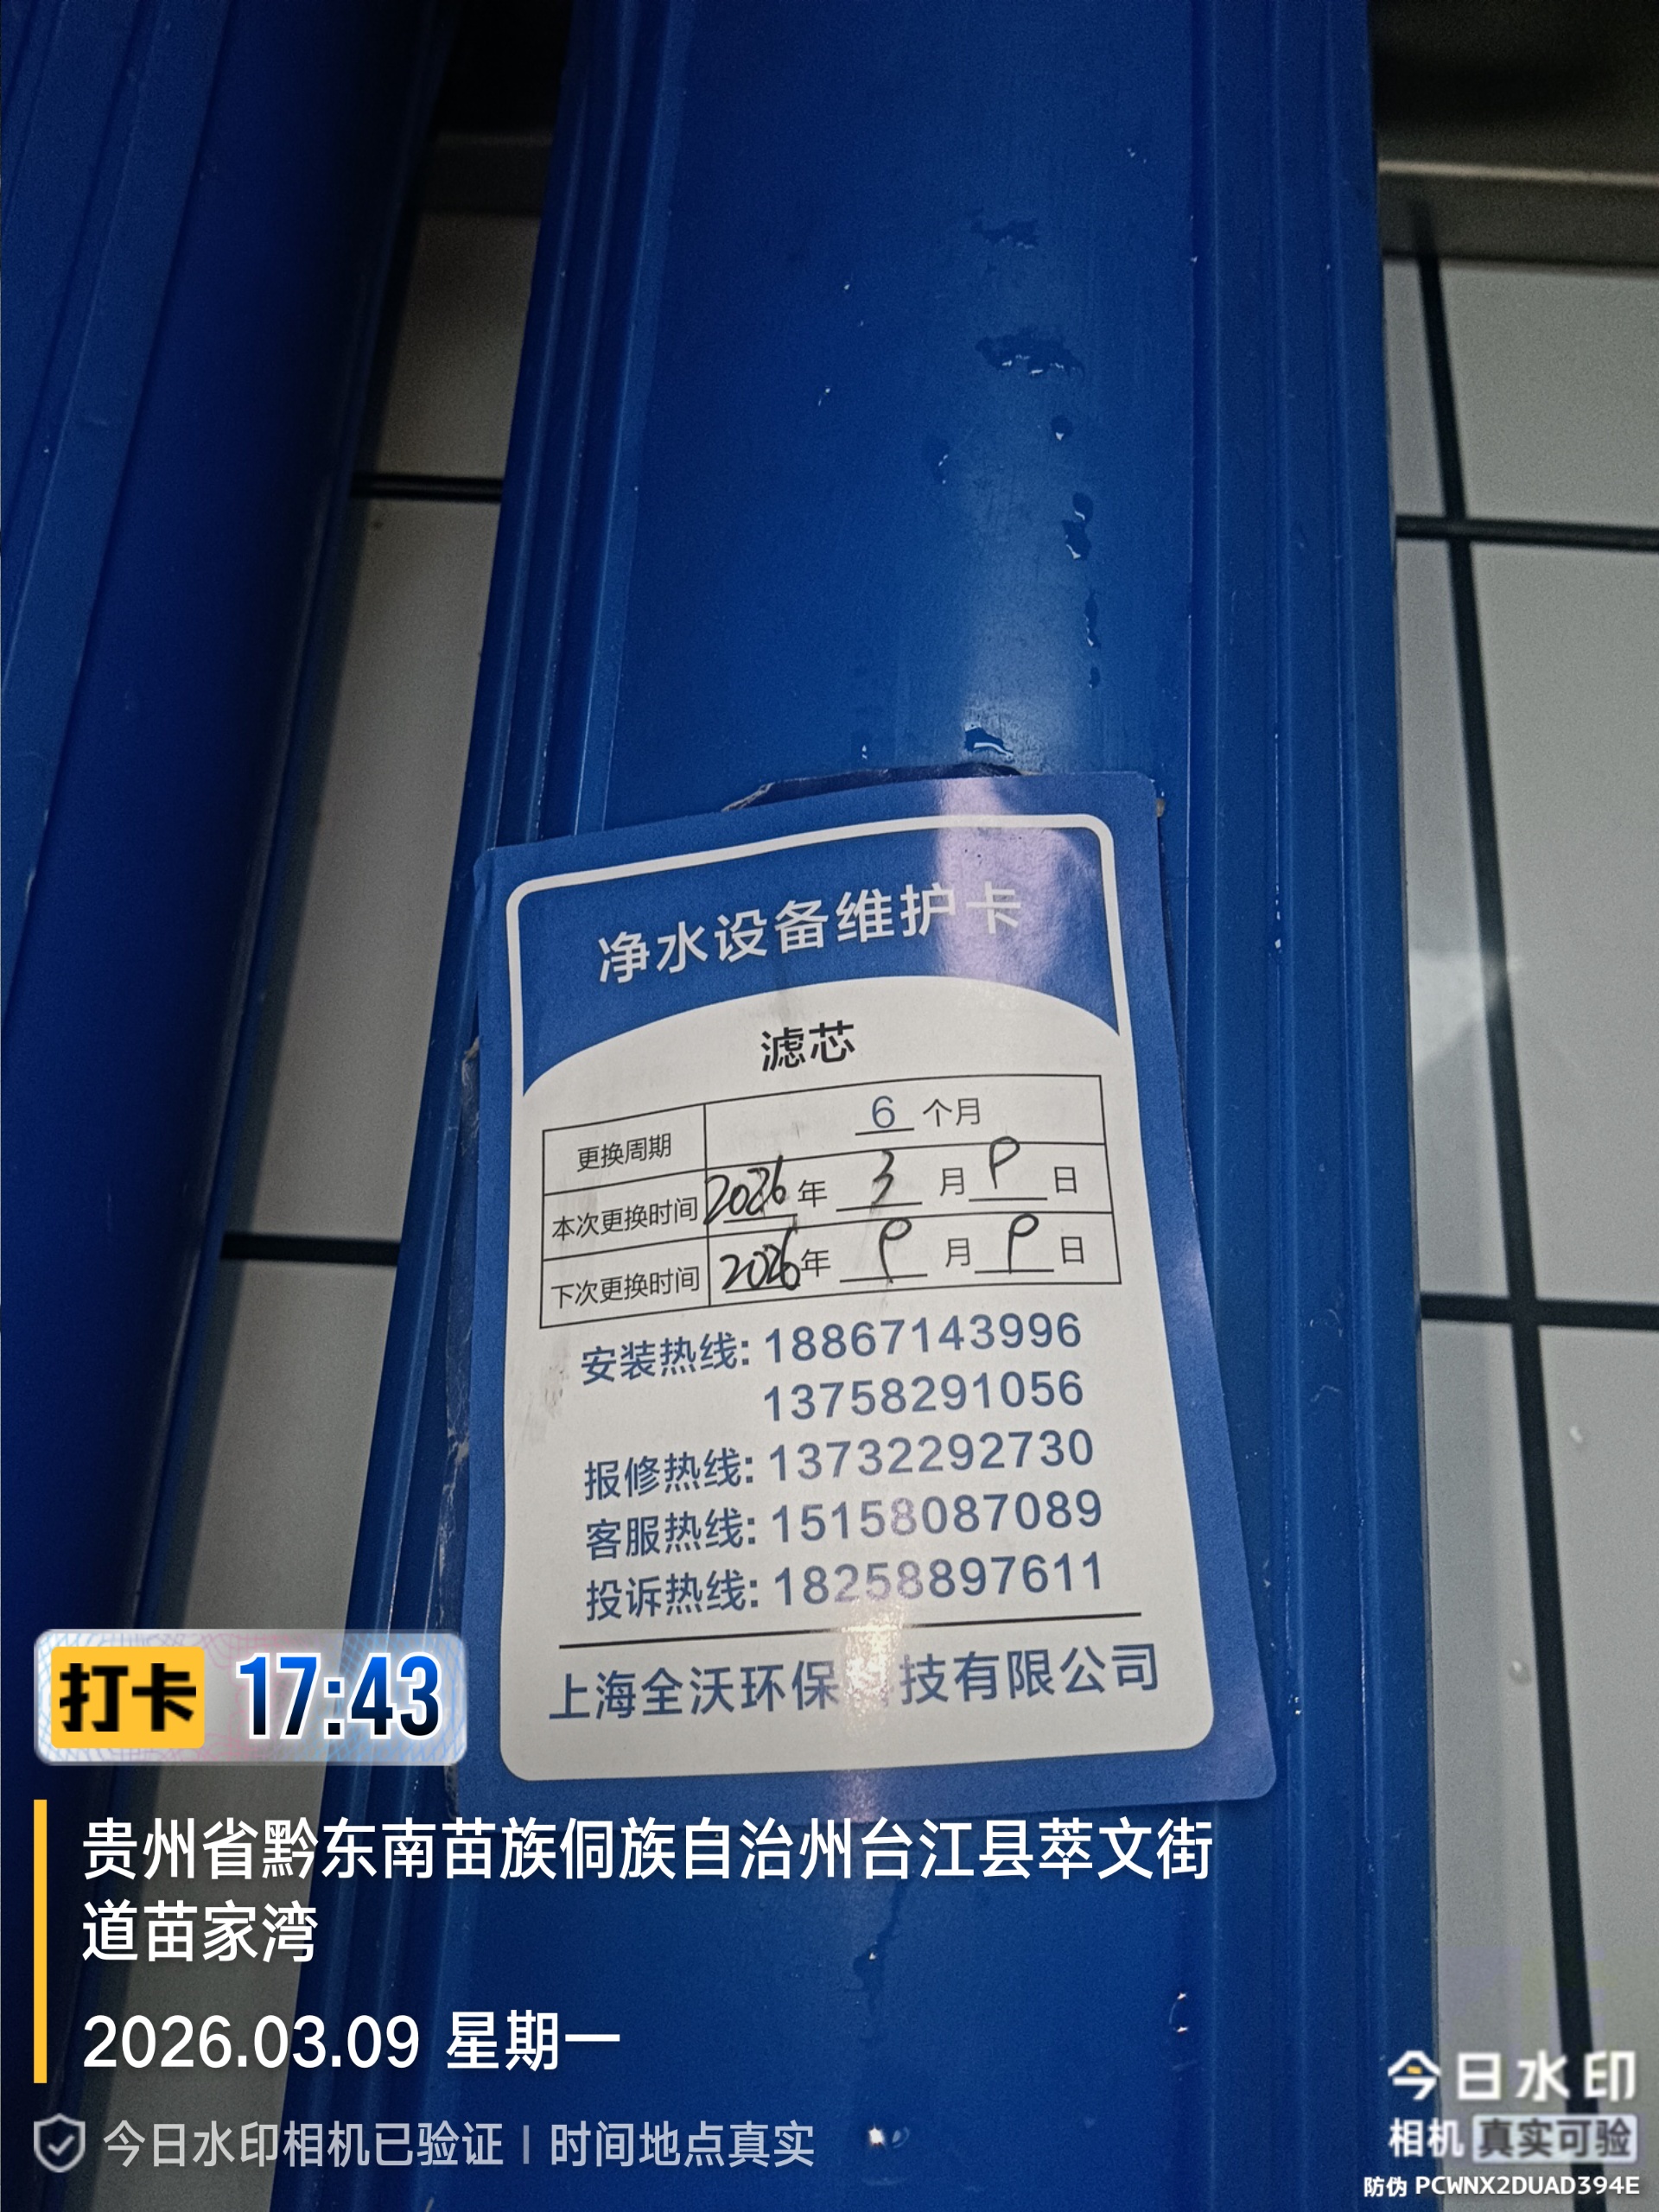 净水设备维护卡
滤芯
更换周期 6 个月
本次更换时间 2026 年 3 月 9 日
下次更换时间 2026 年 9 月 9 日
安装热线: 18867143996
13758291056
报修热线: 13732292730
客服热线: 15158087089
投诉热线: 18258897611
上海全沃环保科技有限公司
打卡 17:43
贵州省黔东南苗族侗族自治州台江县萃文街
道苗家湾
2026.03.09 星期一
今日水印相机已验证 | 时间地点真实
今日水印
相机 真实可验
防伪 PCWNX2DUAD394E